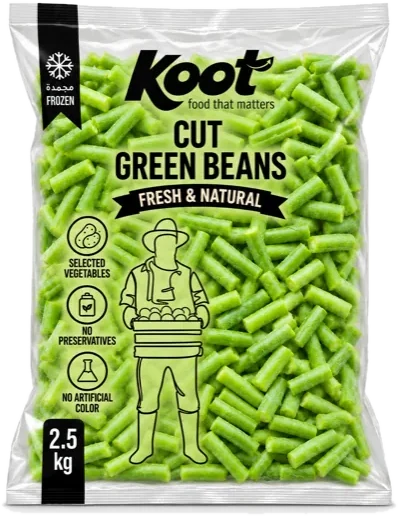 مجمدة
FROZEN
Koot
food that matters
CUT
GREEN BEANS
FRESH & NATURAL
SELECTED
VEGETABLES
NO
PRESERVATIVES
NO ARTIFICIAL
COLOR
2.5
kg